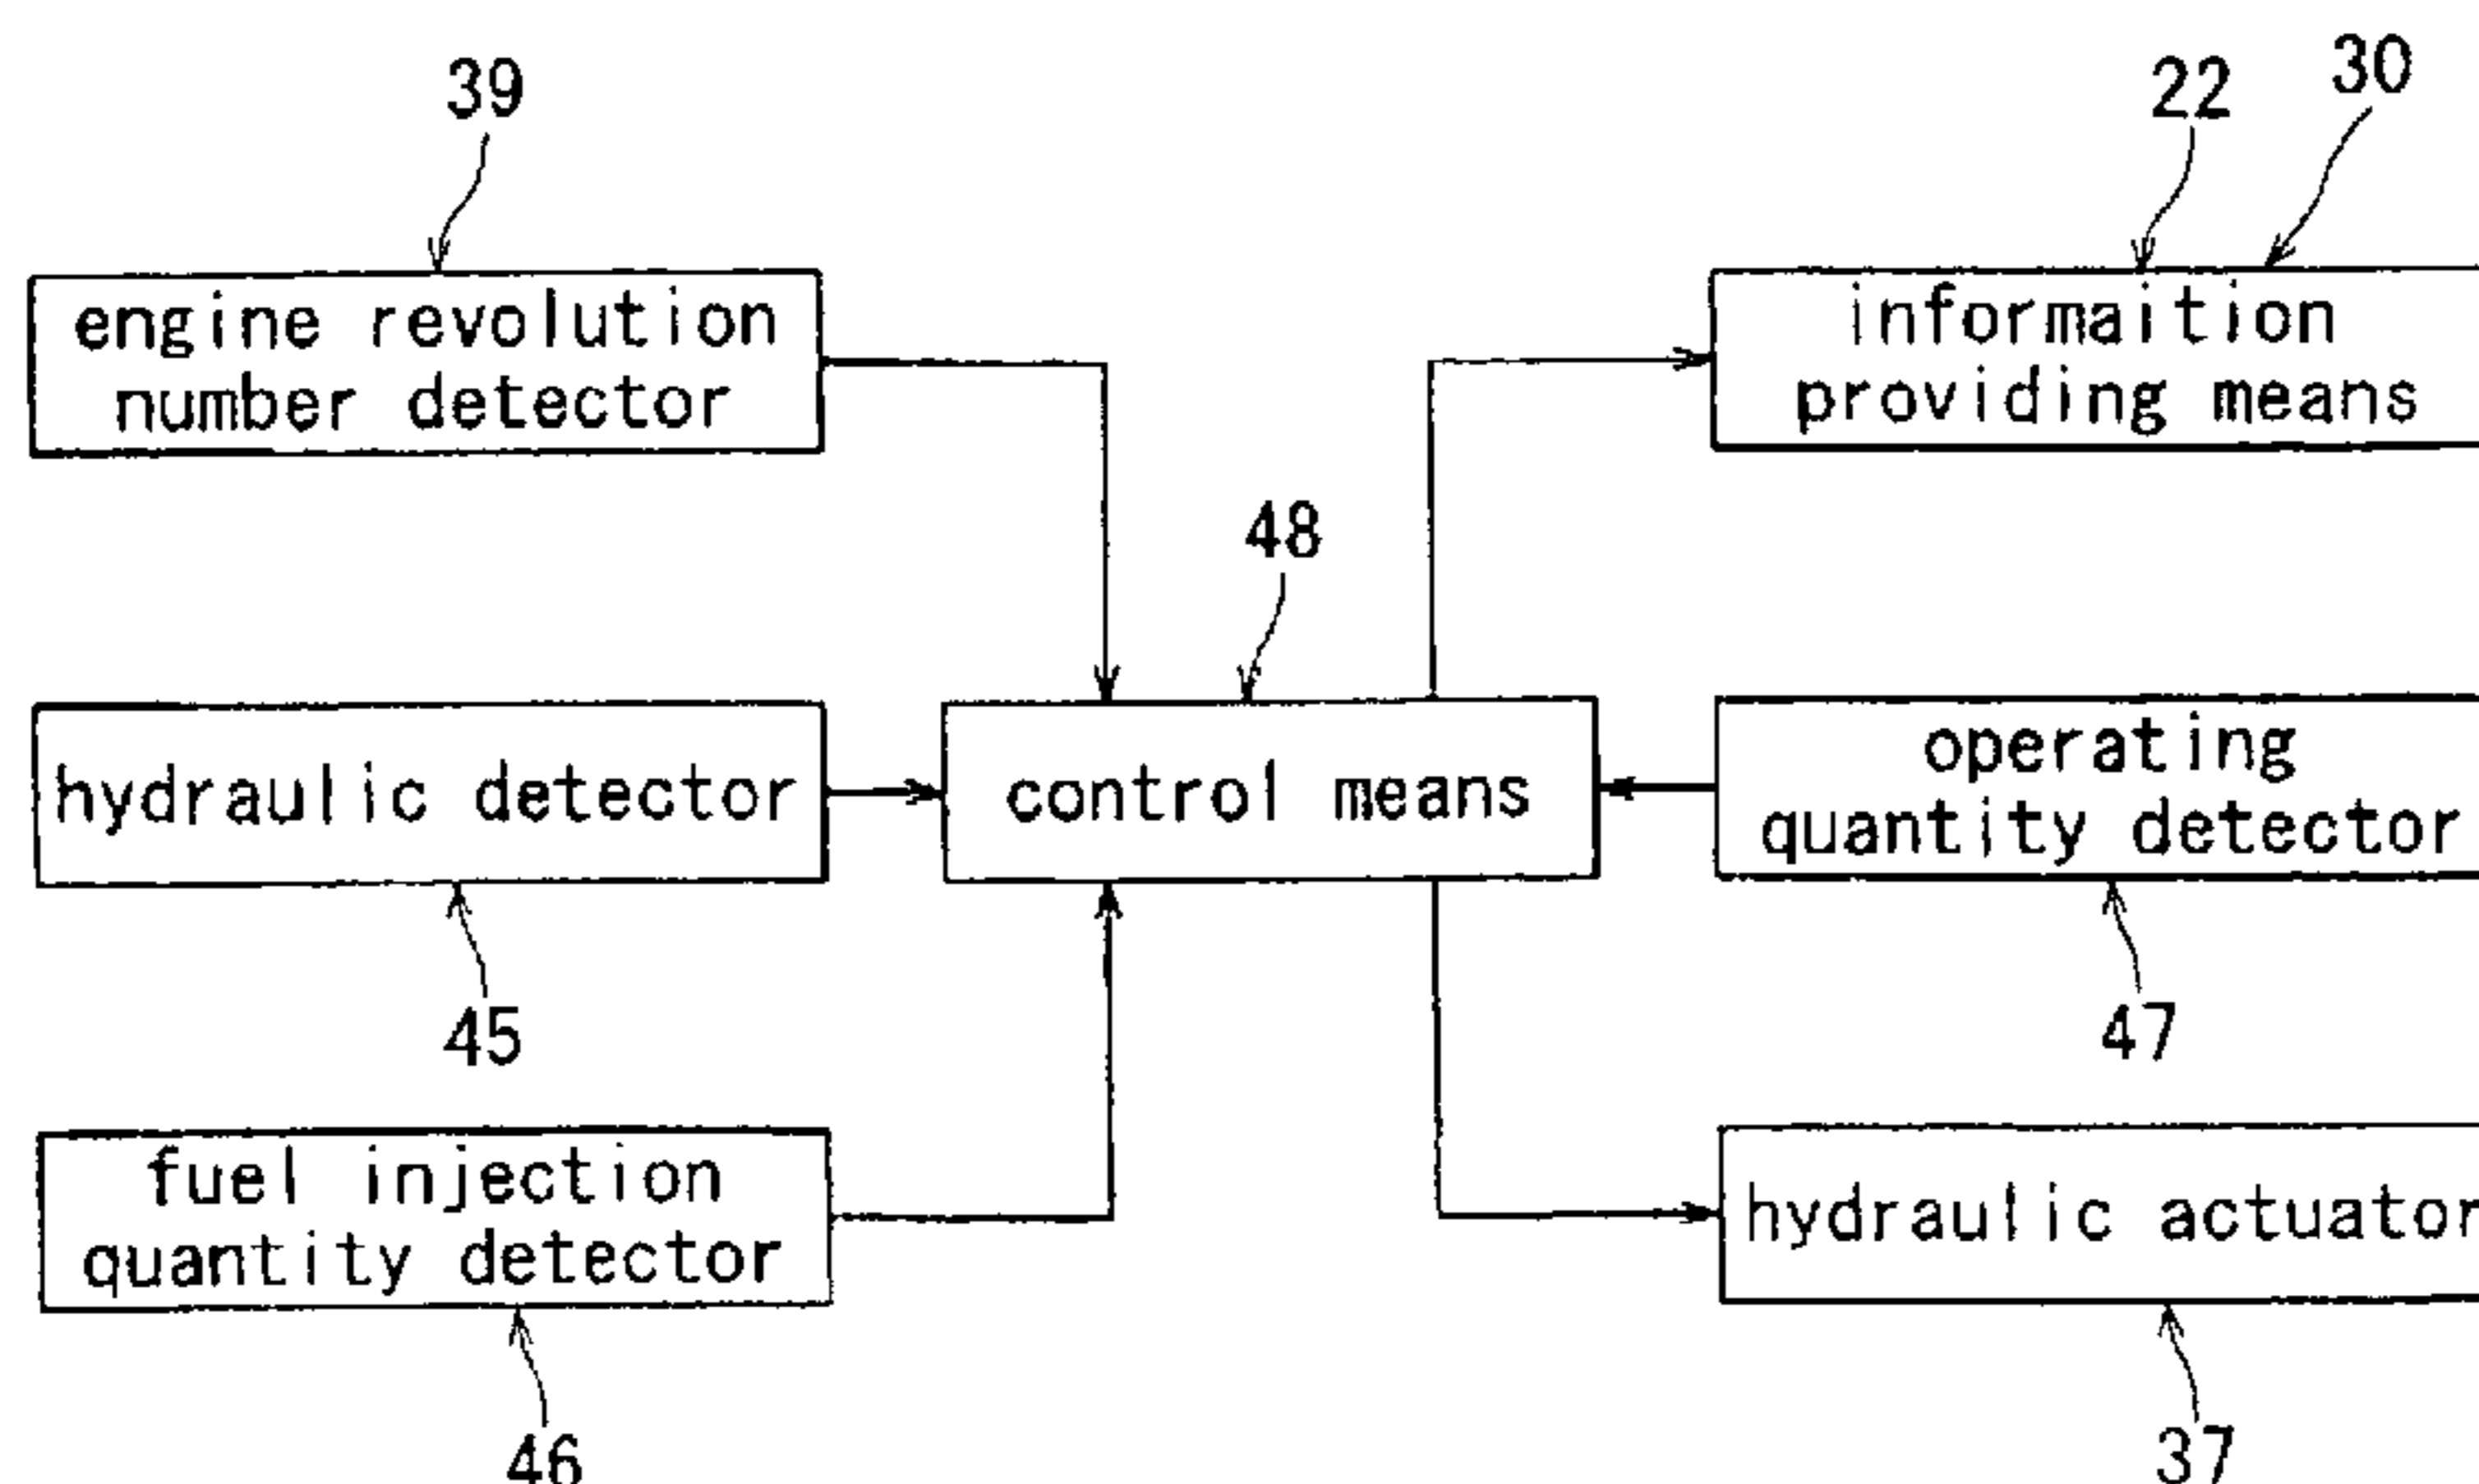 39
22
30
engine revolution
number detector
informaition
providing means
48
hydraulic detector
control means
operating
quantity detector
45
47
fuel injection
quantity detector
hydraulic actuator
46
37